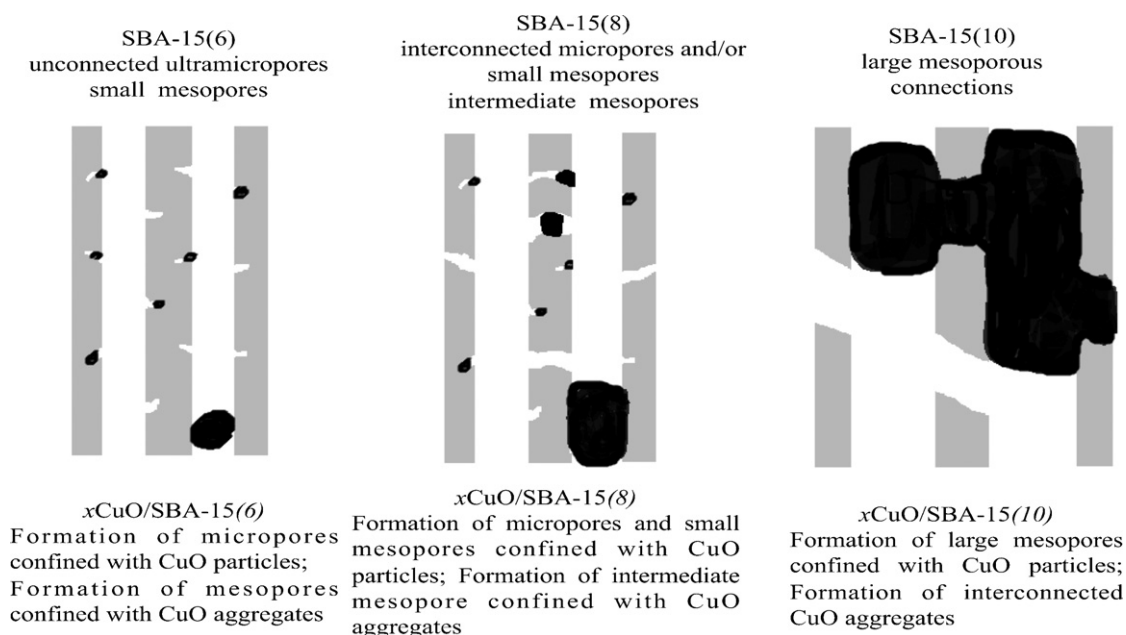 SBA-15(6)
unconnected ultramicropores
small mesopores
SBA-15(8)
interconnected micropores and/or
small mesopores
intermediate mesopores
SBA-15(10)
large mesoporous
connections
xCuO/SBA-15(6)
Formation of micropores
confined with CuO particles;
Formation of mesopores
confined with CuO aggregates
xCuO/SBA-15(8)
Formation of micropores and small
mesopores confined with CuO
particles; Formation of intermediate
mesopore confined with CuO
aggregates
xCuO/SBA-15(10)
Formation of large mesopores
confined with CuO particles;
Formation of interconnected
CuO aggregates